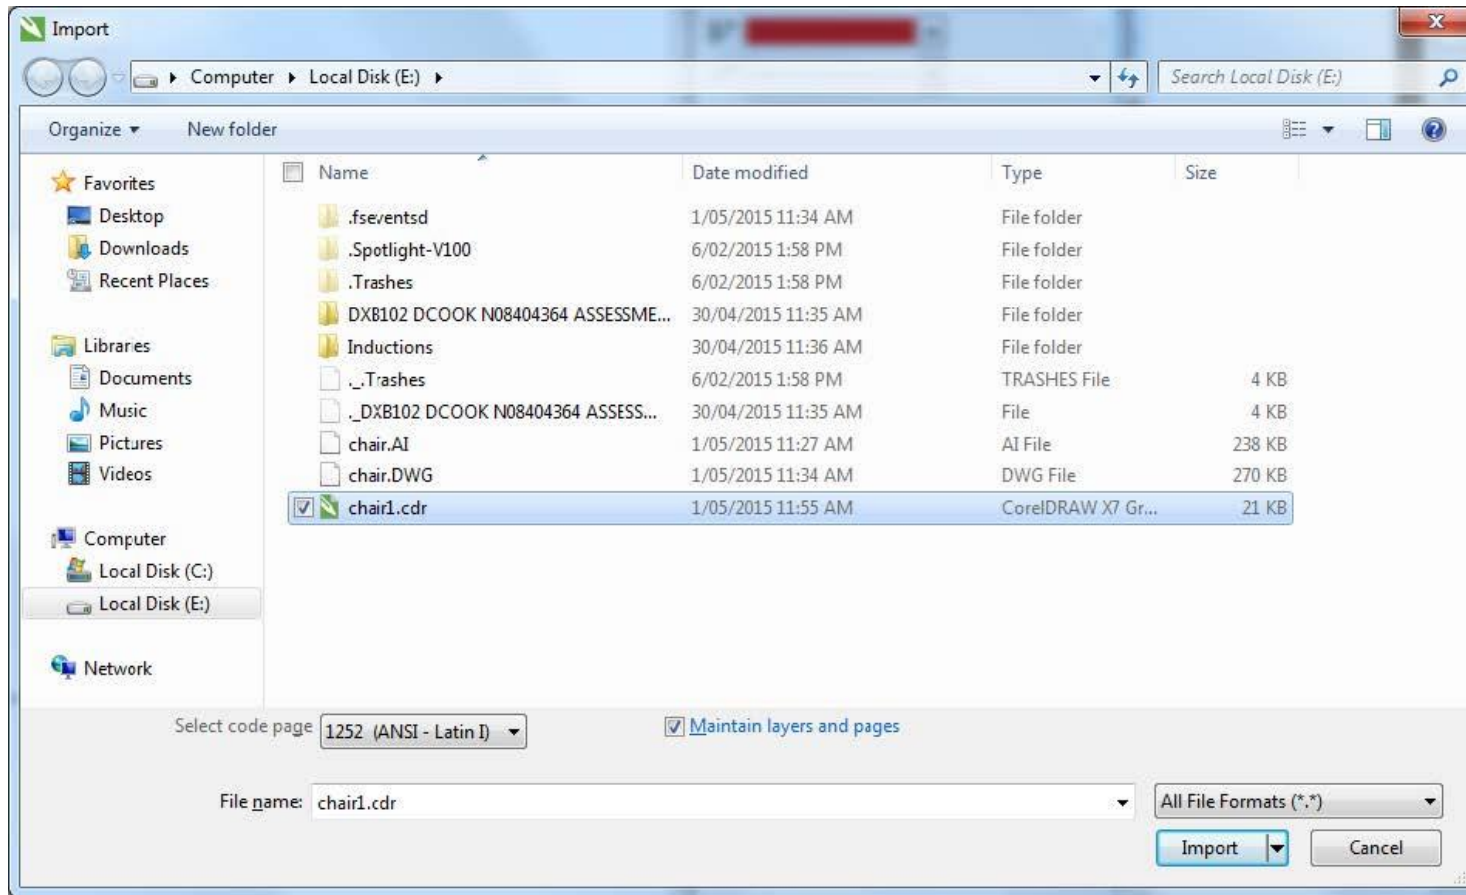 Import
Computer Local Disk (E:) Search Local Disk (E:)
Organize New folder
Name Date modified Type Size
Favorites
Desktop
Downloads
Recent Places
Libraries
Documents
Music
Pictures
Videos
Computer
Local Disk (C:)
Local Disk (E:)
Network
.fseventsd 1/05/2015 11:34 AM File folder
.Spotlight-V100 6/02/2015 1:58 PM File folder
.Trashes 6/02/2015 1:58 PM File folder
DXB102 DCOOK N08404364 ASSESSME... 30/04/2015 11:35 AM File folder
Inductions 30/04/2015 11:36 AM File folder
._.Trashes 6/02/2015 1:58 PM TRASHES File 4 KB
._DXB102 DCOOK N08404364 ASSESS... 30/04/2015 11:35 AM File 4 KB
chair.AI 1/05/2015 11:27 AM AI File 238 KB
chair.DWG 1/05/2015 11:34 AM DWG File 270 KB
chair1.cdr 1/05/2015 11:55 AM CorelDRAW X7 Gr... 21 KB
Select code page 1252 (ANSI - Latin I) Maintain layers and pages
File name: chair1.cdr All File Formats (*.*)
Import Cancel